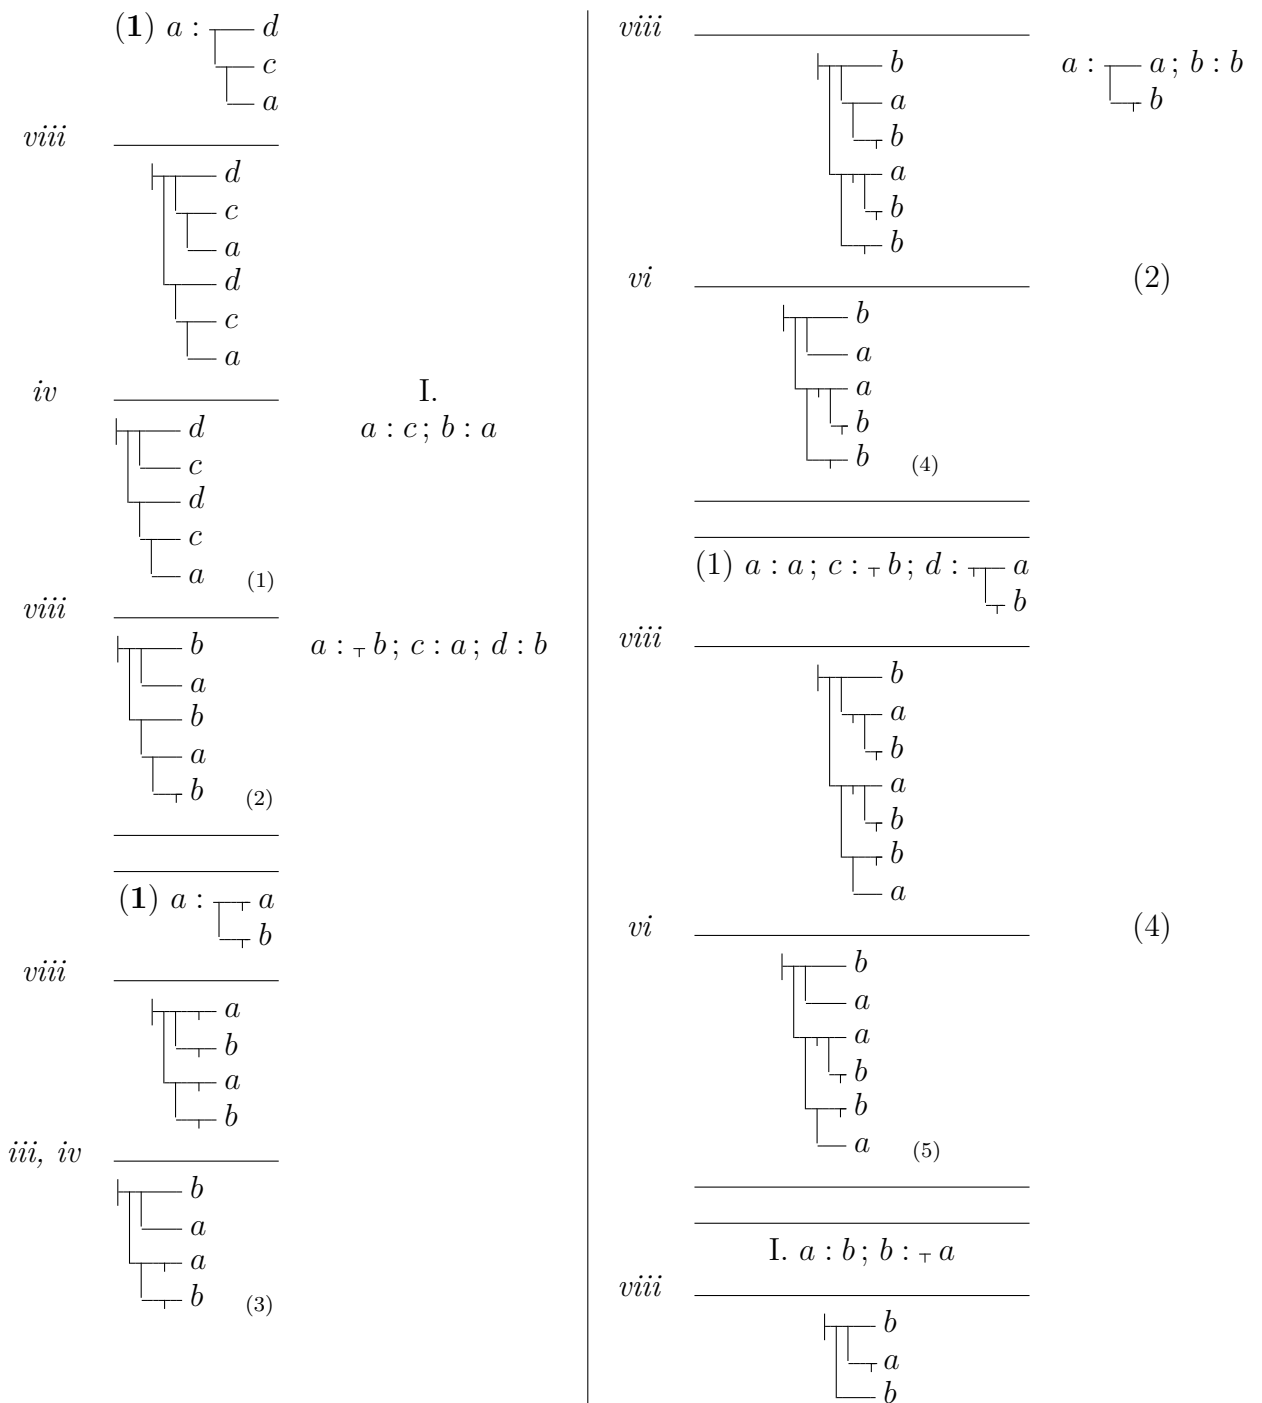 (1) a : d
c
a
viii
d
c
a
d
c
a
iv
I.
d
a : c ; b : a
c
d
c
a (1)
viii
b
a : ⊤ b ; c : a ; d : b
a
b
a
b (2)
(1) a : a
b
viii
a
b
a
b
iii, iv
b
a
a
b (3)
viii
b
a : a ; b : b
b
a
b
a
b
b
vi
(2)
b
a
a
b
b (4)
(1) a : a ; c : ⊤ b ; d : a
b
viii
b
a
b
a
b
b
a
vi
(4)
b
a
a
b
b
a (5)
I. a : b ; b : ⊤ a
viii
b
a
b